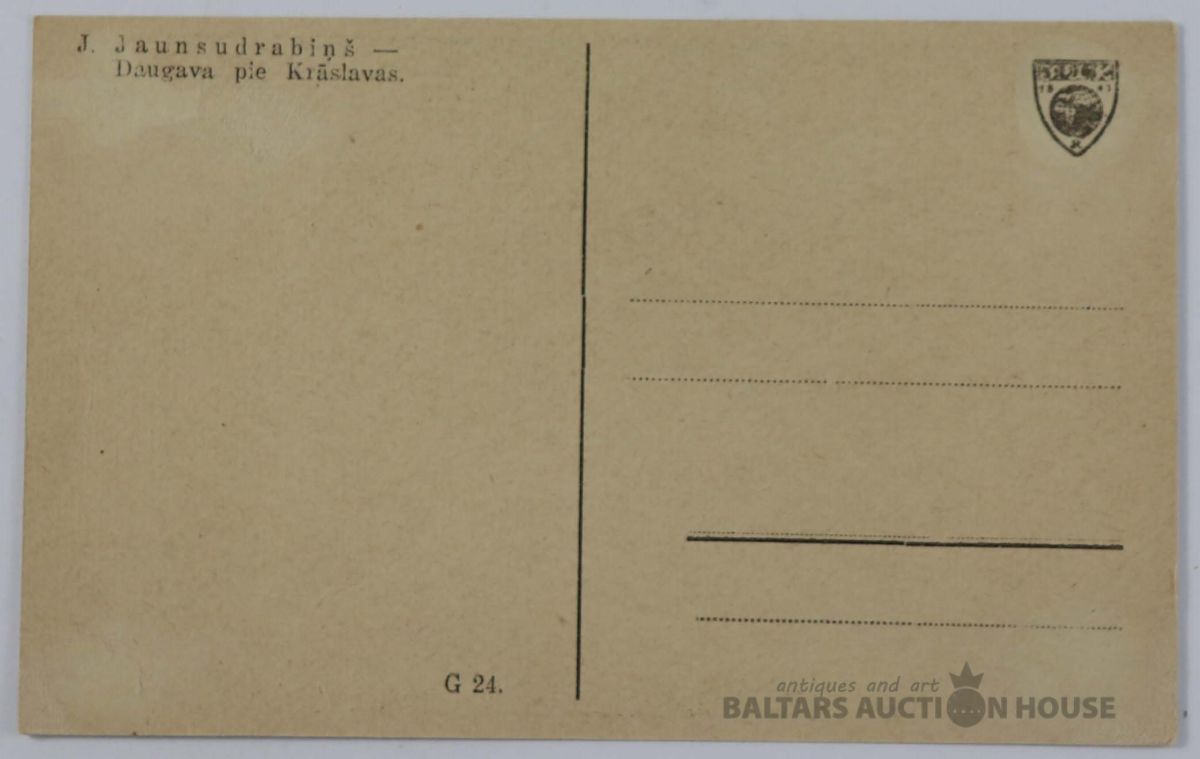 J. Jaunsudrabiņš —
Daugava pie Krāslavas.
G 24.
antiques and art
BALTARS AUCTION HOUSE